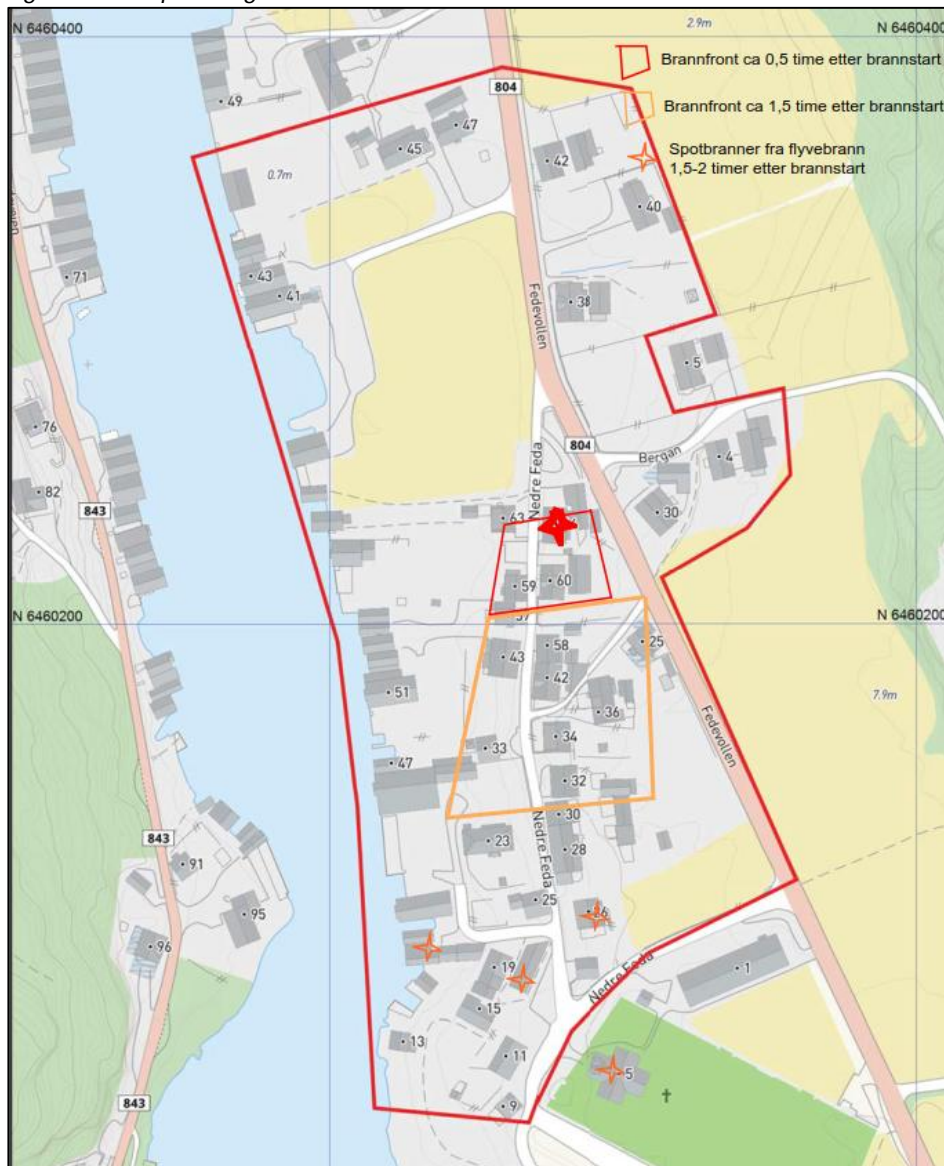 N 6460400
2.9m
N 6460400
Brannfront ca 0,5 time etter brannstart
804
49
Brannfront ca 1,5 time etter brannstart
47
45
42
Spotbranner fra flyvebrann
1,5-2 timer etter brannstart
0.7m
40
71
43
41
38
Fedevollen
5
76
804
Bergan
4
82
Nedre Feda
843
63
30
59
60
N 6460200
N 6460200
58
25
43
42
51
36
7.9m
34
33
Fedevollen
47
32
843
30
Nedre Feda
23
28
91
25
95
26
96
19
Nedre Feda
1
15
13
11
5
843
9